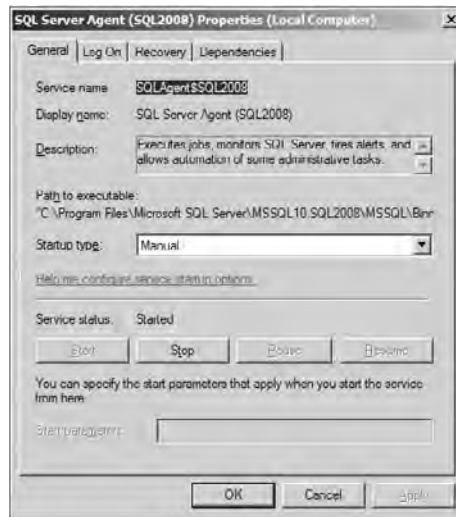 SQL Server Agent (SQL2008) Properties (Local Computer)
General Log On Recovery Dependencies
Service name SQLAgent$SQL2008
Display name: SQL Server Agent (SQL2008)
Description: Executes jobs, monitors SQL Server, fires alerts, and
allows automation of some administrative tasks.
Path to executable:
"C:\Program Files\Microsoft SQL Server\MSSQL10.SQL2008\MSSQL\Binr
Startup type: Manual
Help me configure service startup options.
Service status: Started
Start Stop Pause Resume
You can specify the start parameters that apply when you start the service
from here
Start parameters:
OK Cancel Apply